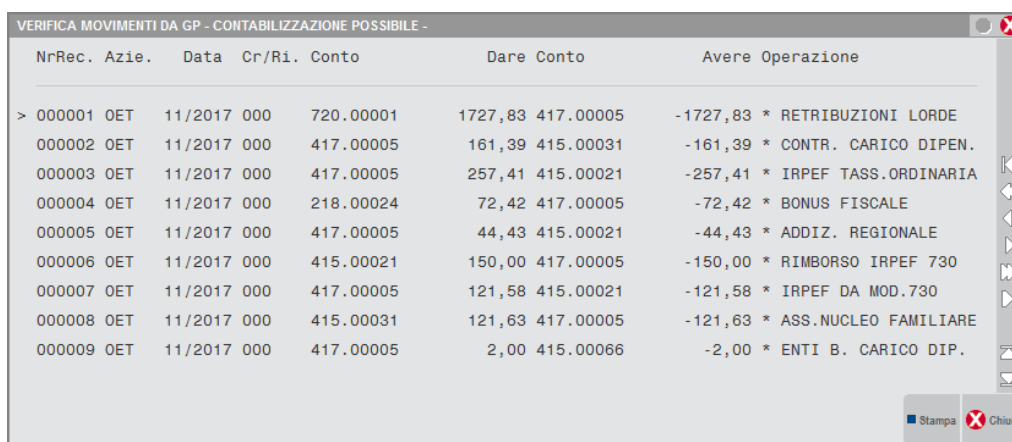 VERIFICA MOVIMENTI DA GP - CONTABILIZZAZIONE POSSIBILE -
NrRec. Azie. Data Cr/Ri. Conto Dare Conto Avere Operazione
> 000001 OET 11/2017 000 720.00001 1727,83 417.00005 -1727,83 * RETRIBUZIONI LORDE
000002 OET 11/2017 000 417.00005 161,39 415.00031 -161,39 * CONTR. CARICO DIPEN.
000003 OET 11/2017 000 417.00005 257,41 415.00021 -257,41 * IRPEF TASS.ORDINARIA
000004 OET 11/2017 000 218.00024 72,42 417.00005 -72,42 * BONUS FISCALE
000005 OET 11/2017 000 417.00005 44,43 415.00021 -44,43 * ADDIZ. REGIONALE
000006 OET 11/2017 000 415.00021 150,00 417.00005 -150,00 * RIMBORSO IRPEF 730
000007 OET 11/2017 000 417.00005 121,58 415.00021 -121,58 * IRPEF DA MOD.730
000008 OET 11/2017 000 415.00031 121,63 417.00005 -121,63 * ASS.NUCLEO FAMILIARE
000009 OET 11/2017 000 417.00005 2,00 415.00066 -2,00 * ENTI B. CARICO DIP.
Stampa